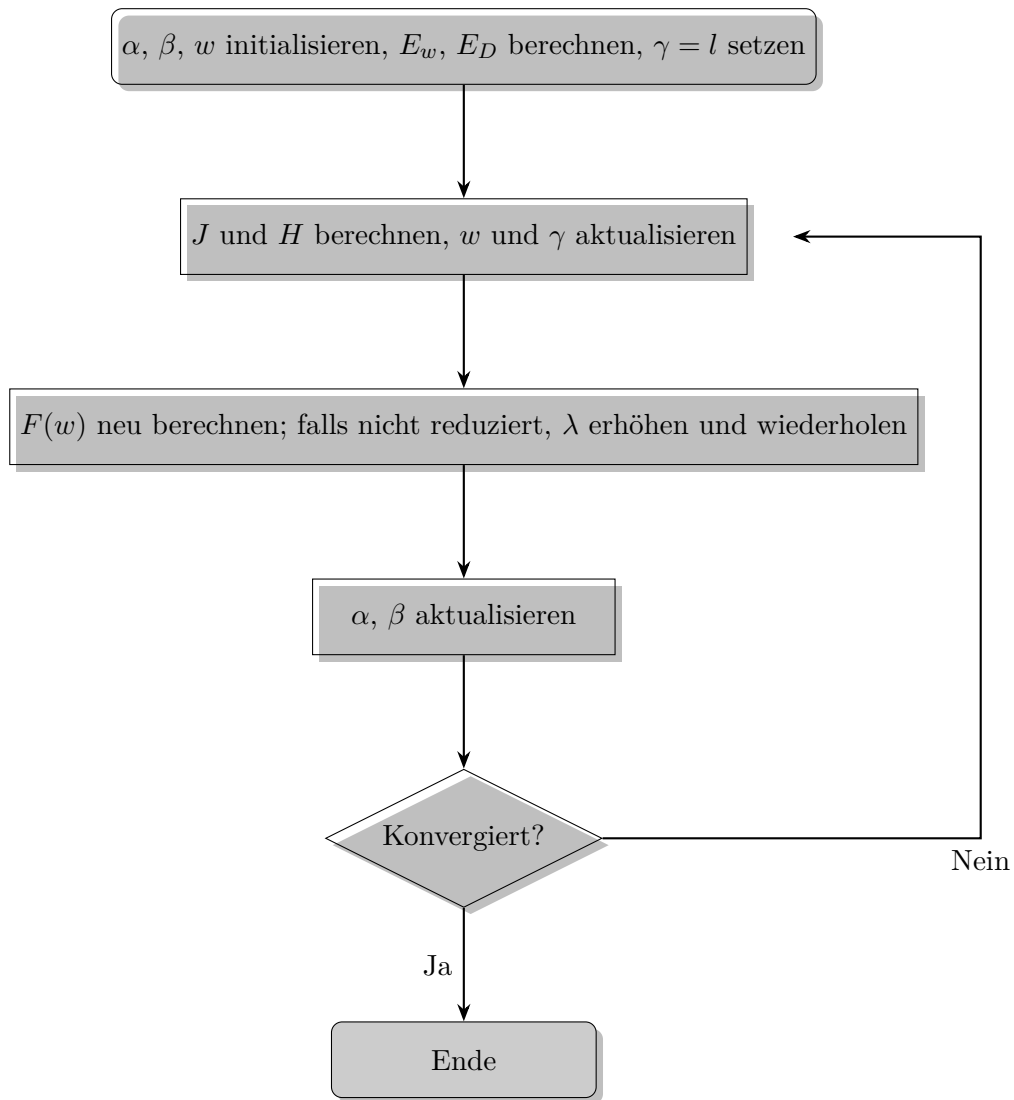 α, β, w initialisieren, E_w, E_D berechnen, γ = l setzen
J und H berechnen, w und γ aktualisieren
F(w) neu berechnen; falls nicht reduziert, λ erhöhen und wiederholen
α, β aktualisieren
Konvergiert?
Nein
Ja
Ende